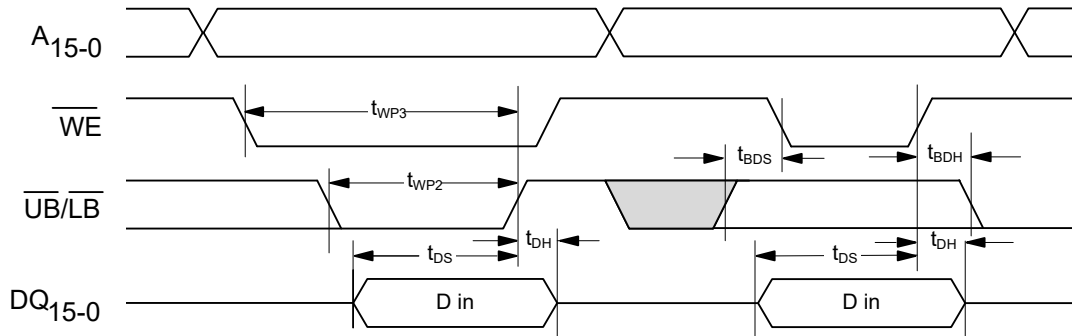 A15-0
WE
tWP3
tBDS
tBDH
UB/LB
tWP2
tDH
tDH
tDS
tDS
DQ15-0
D in
D in